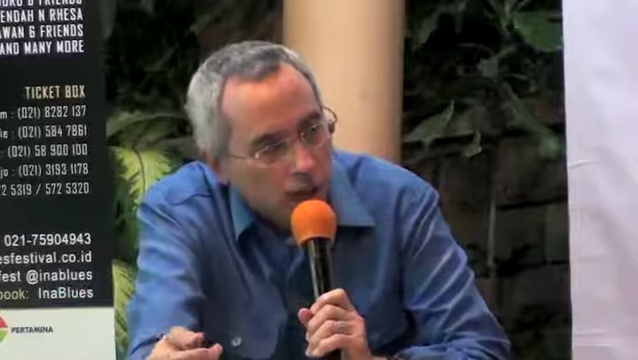 ENDAH N RHESA
AWAN & FRIENDS
AND MANY MORE
TICKET BOX
: (021) 8282 137
: (021) 584 7861
: (021) 58 900 100
: (021) 3193 1178
72 5319 / 572 5320
021-75904943
esfestival.co.id
fest @inablues
book: InaBlues
PERTAMINA